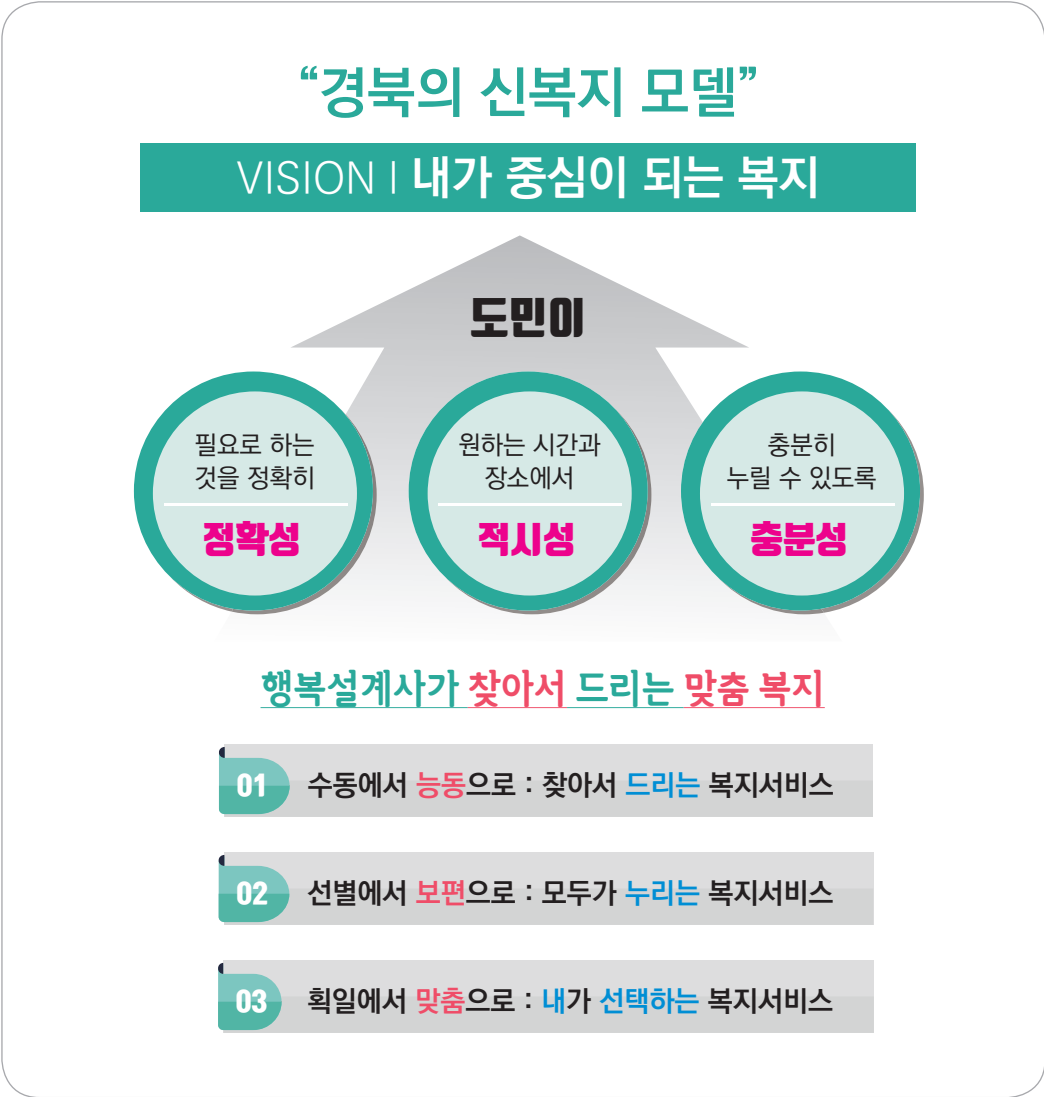 “경북의 신복지 모델”
VISION | 내가 중심이 되는 복지
도민이
필요로 하는
것을 정확히
정확성
원하는 시간과
장소에서
적시성
충분히
누릴 수 있도록
충분성
행복설계사가 찾아서 드리는 맞춤 복지
01 수동에서 능동으로 : 찾아서 드리는 복지서비스
02 선별에서 보편으로 : 모두가 누리는 복지서비스
03 획일에서 맞춤으로 : 내가 선택하는 복지서비스